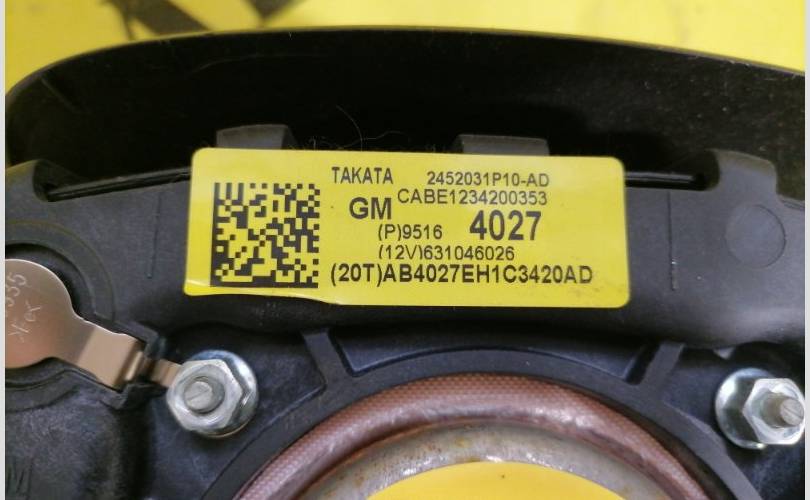 TAKATA 2452031P10-AD
CABE1234200353
GM
(P)9516 4027
(12V)631046026
(20T)AB4027EH1C3420AD